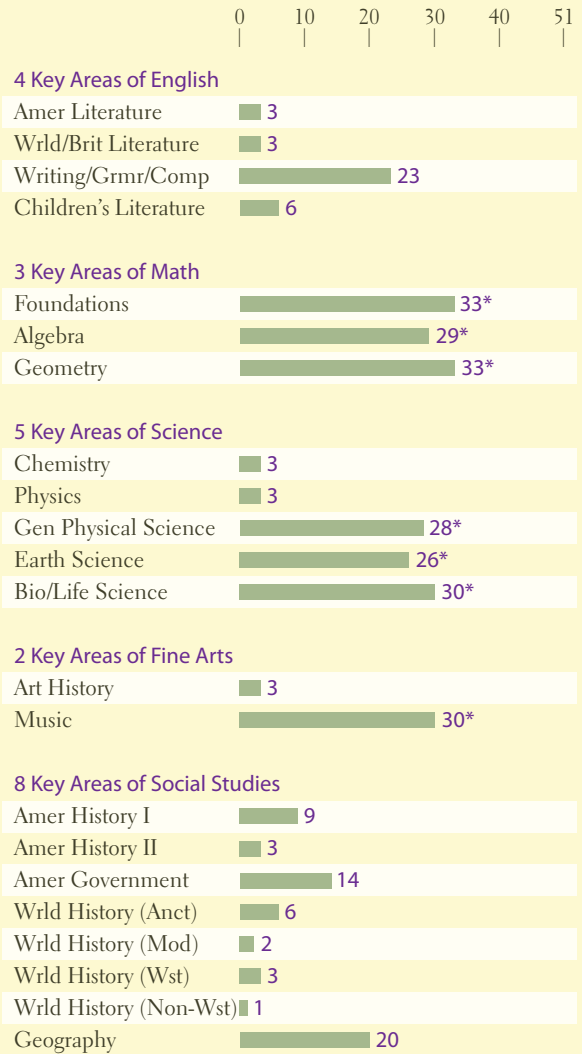 0 10 20 30 40 51
4 Key Areas of English
Amer Literature 3
Wrld/Brit Literature 3
Writing/Grmr/Comp 23
Children's Literature 6
3 Key Areas of Math
Foundations 33*
Algebra 29*
Geometry 33*
5 Key Areas of Science
Chemistry 3
Physics 3
Gen Physical Science 28*
Earth Science 26*
Bio/Life Science 30*
2 Key Areas of Fine Arts
Art History 3
Music 30*
8 Key Areas of Social Studies
Amer History I 9
Amer History II 3
Amer Government 14
Wrld History (Anct) 6
Wrld History (Mod) 2
Wrld History (Wst) 3
Wrld History (Non-Wst) 1
Geography 20